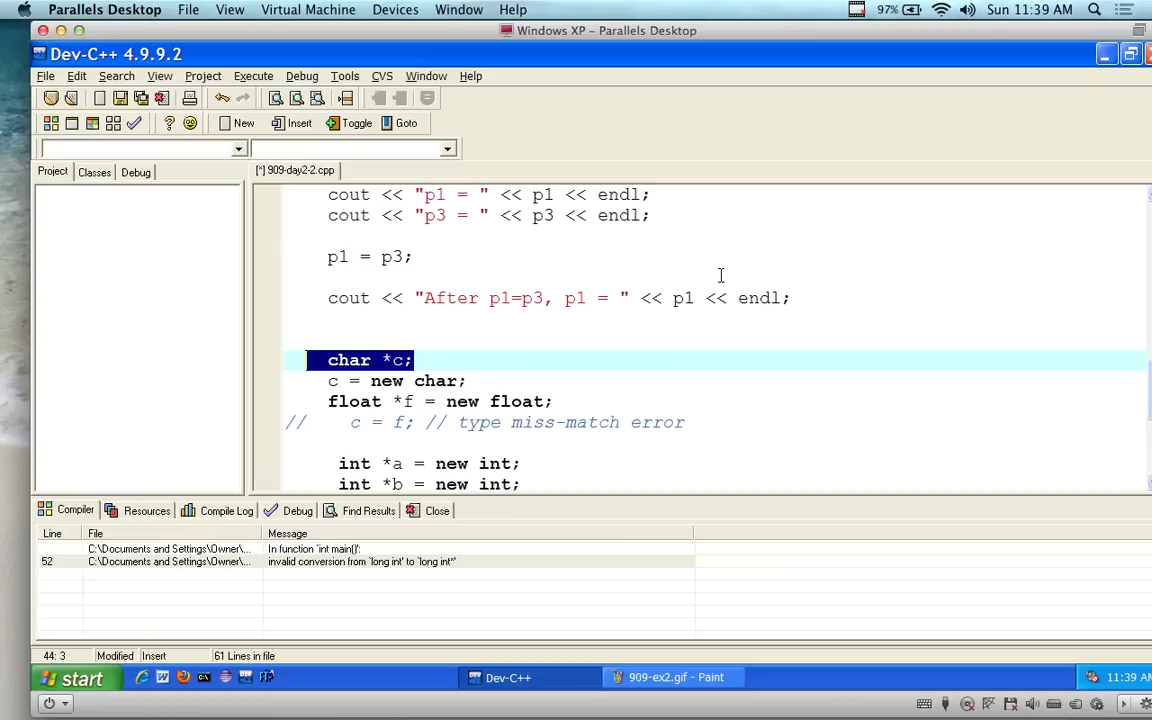 Parallels Desktop File View Virtual Machine Devices Window Help 97% Sun 11:39 AM
Windows XP – Parallels Desktop
Dev-C++ 4.9.9.2
File Edit Search View Project Execute Debug Tools CVS Window Help
New Insert Toggle Goto
Project Classes Debug [*] 909-day2-2.cpp
cout << "p1 = " << p1 << endl;
cout << "p3 = " << p3 << endl;
p1 = p3;
cout << "After p1=p3, p1 = " << p1 << endl;
char *c;
c = new char;
float *f = new float;
// c = f; // type miss-match error
int *a = new int;
int *b = new int;
Compiler Resources Compile Log Debug Find Results Close
Line File Message
C:\Documents and Settings\Owner\... In function `int main()':
52 C:\Documents and Settings\Owner\... invalid conversion from `long int' to `long int*'
44: 3 Modified Insert 61 Lines in file
start Dev-C++ 909-ex2.gif - Paint 11:39 AM